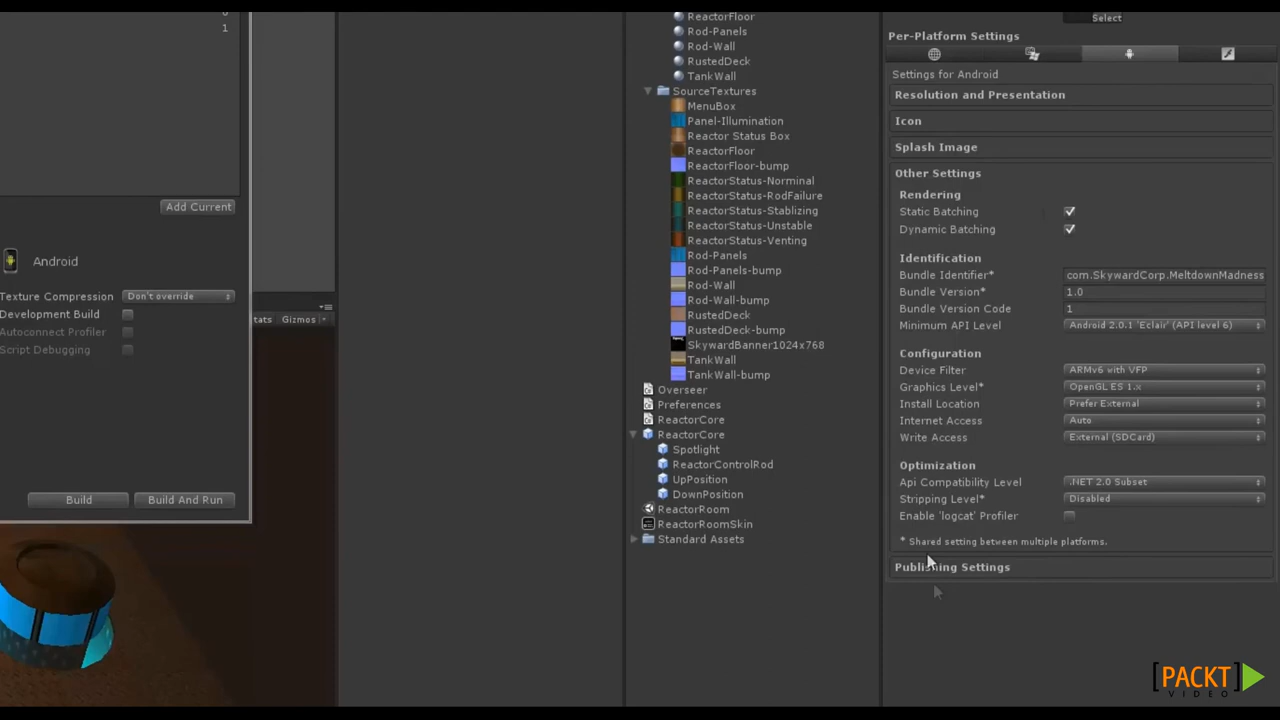 1
Add Current
Android
Texture Compression Don't override
Development Build
Autoconnect Profiler
Script Debugging
Build Build And Run
tats Gizmos
ReactorFloor
Rod-Panels
Rod-Wall
RustedDeck
TankWall
SourceTextures
MenuBox
Panel-Illumination
Reactor Status Box
ReactorFloor
ReactorFloor-bump
ReactorStatus-Norminal
ReactorStatus-RodFailure
ReactorStatus-Stablizing
ReactorStatus-Unstable
ReactorStatus-Venting
Rod-Panels
Rod-Panels-bump
Rod-Wall
Rod-Wall-bump
RustedDeck
RustedDeck-bump
SkywardBanner1024x768
TankWall
TankWall-bump
Overseer
Preferences
ReactorCore
ReactorCore
Spotlight
ReactorControlRod
UpPosition
DownPosition
ReactorRoom
ReactorRoomSkin
Standard Assets
Select
Per-Platform Settings
Settings for Android
Resolution and Presentation
Icon
Splash Image
Other Settings
Rendering
Static Batching
Dynamic Batching
Identification
Bundle Identifier* com.SkywardCorp.MeltdownMadness
Bundle Version* 1.0
Bundle Version Code 1
Minimum API Level Android 2.0.1 'Eclair' (API level 6)
Configuration
Device Filter ARMv6 with VFP
Graphics Level* OpenGL ES 1.x
Install Location Prefer External
Internet Access Auto
Write Access External (SDCard)
Optimization
Api Compatibility Level .NET 2.0 Subset
Stripping Level* Disabled
Enable 'logcat' Profiler
* Shared setting between multiple platforms.
Publishing Settings
[PACKT]
VIDEO